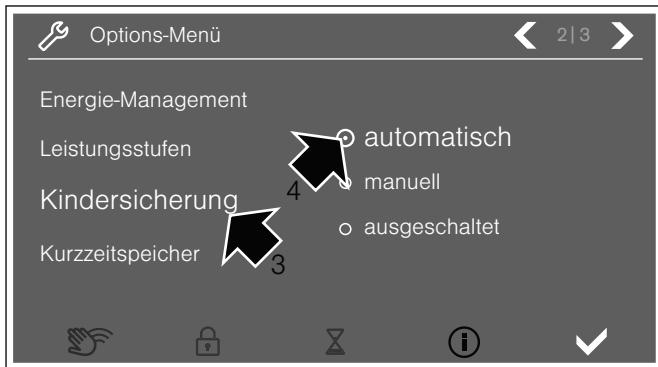 Options-Menü
2|3
Energie-Management
Leistungsstufen
Kindersicherung
Kurzzeitspeicher
automatisch
manuell
ausgeschaltet
4
3